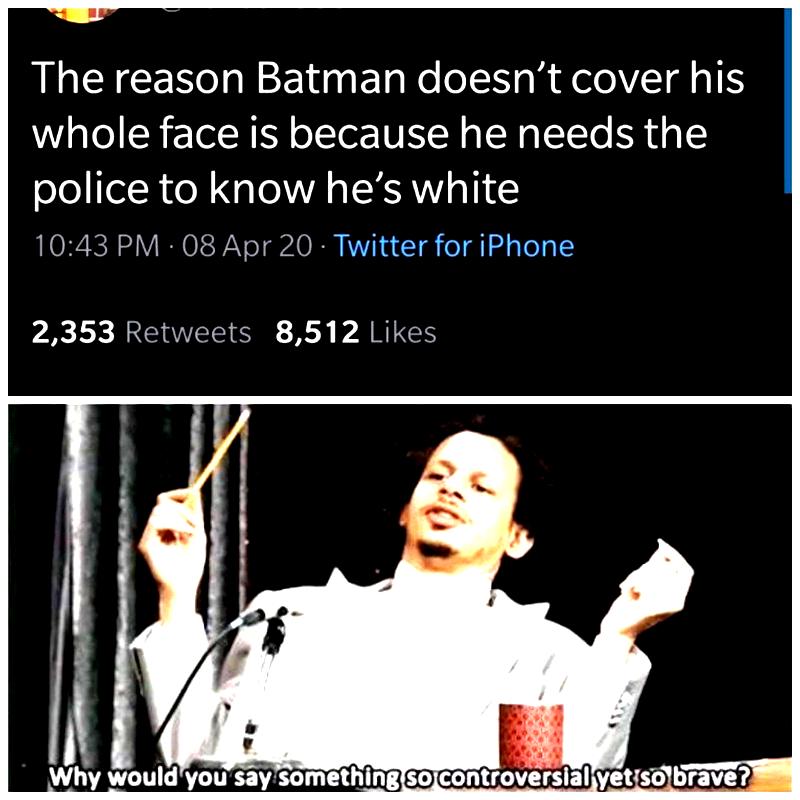 The reason Batman doesn’t cover his
whole face is because he needs the
police to know he’s white
10:43 PM · 08 Apr 20 · Twitter for iPhone
2,353 Retweets 8,512 Likes
Why would you say something so controversial yet so brave?